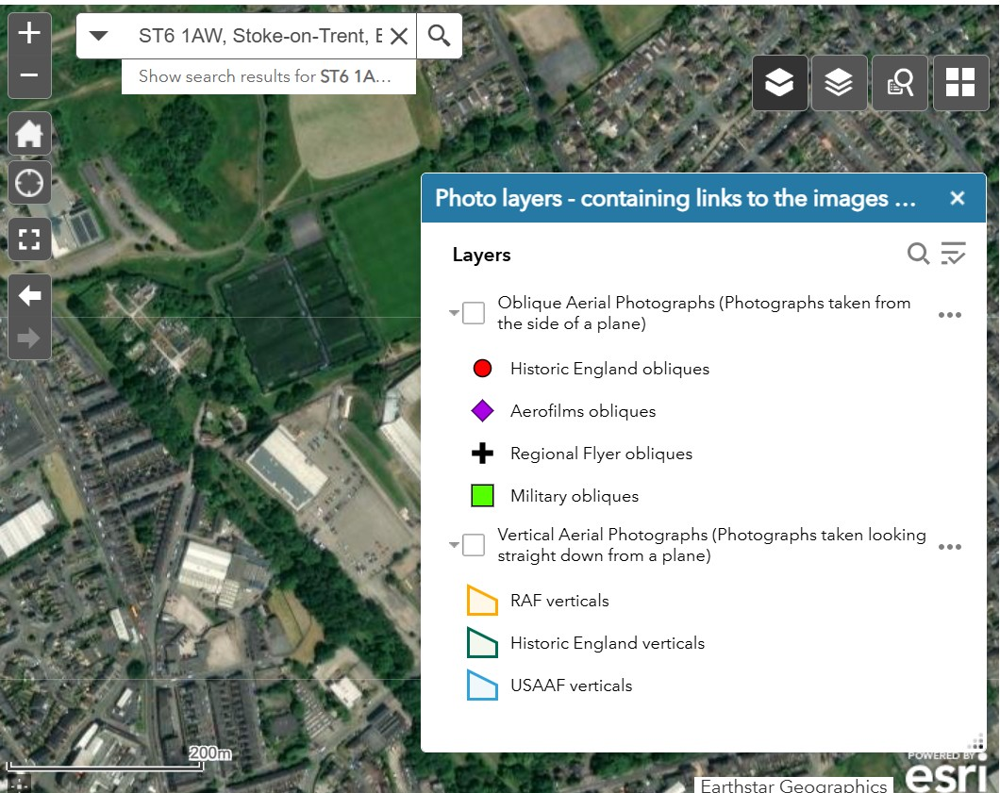 ST6 1AW, Stoke-on-Trent, E
Show search results for ST6 1A...
Photo layers - containing links to the images ...
Layers
Oblique Aerial Photographs (Photographs taken from
the side of a plane)
Historic England obliques
Aerofilms obliques
Regional Flyer obliques
Military obliques
Vertical Aerial Photographs (Photographs taken looking
straight down from a plane)
RAF verticals
Historic England verticals
USAAF verticals
200m
POWERED BY
esri
Earthstar Geographics